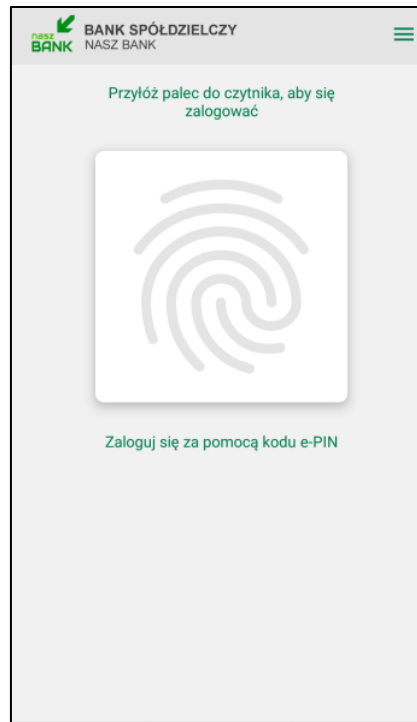 nasz
BANK
BANK SPÓŁDZIELCZY
NASZ BANK
Przyłóż palec do czytnika, aby się
zalogować
Zaloguj się za pomocą kodu e-PIN